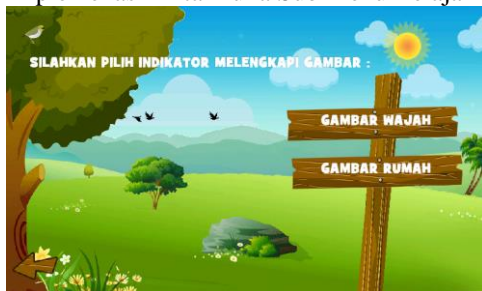 SILAHKAN PILIH INDIKATOR MELENGKAPI GAMBAR :
GAMBAR WAJAH
GAMBAR RUMAH